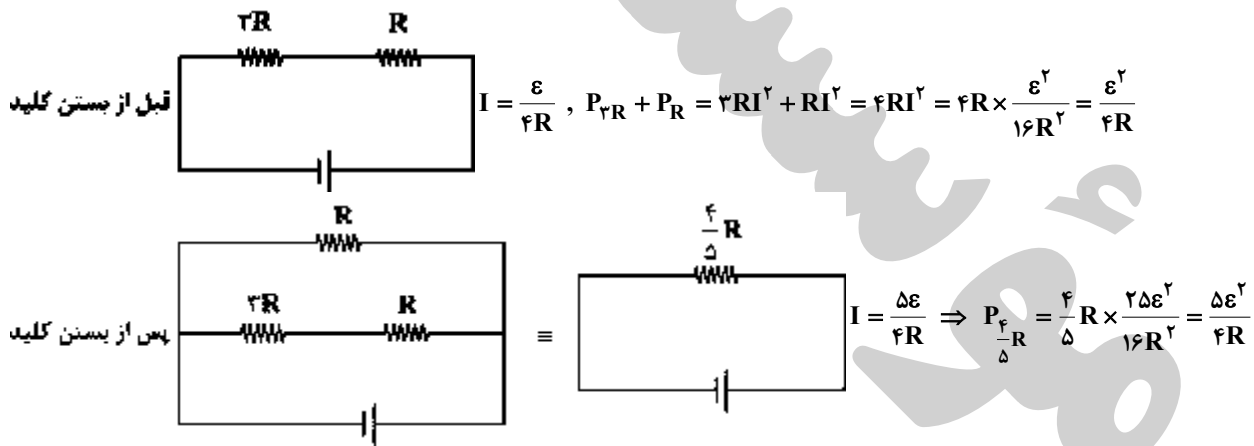 ۳R R
قبل از بستن کلید I = ε/۴R , P۳R + PR = ۳RI۲ + RI۲ = ۴RI۲ = ۴R × ε۲/۱۶R۲ = ε۲/۴R
R
۳R R
۴/۵ R
پس از بستن کلید ≡ I = ۵ε/۴R ⇒ P۴/۵R = ۴/۵ R × ۲۵ε۲/۱۶R۲ = ۵ε۲/۴R